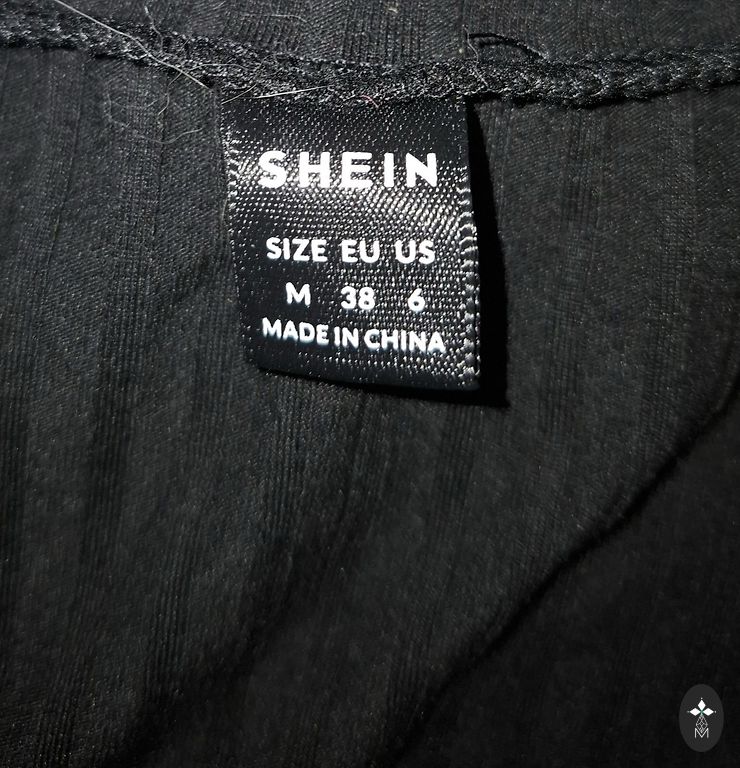 SHEIN
SIZE EU US
M 38 6
MADE IN CHINA
M